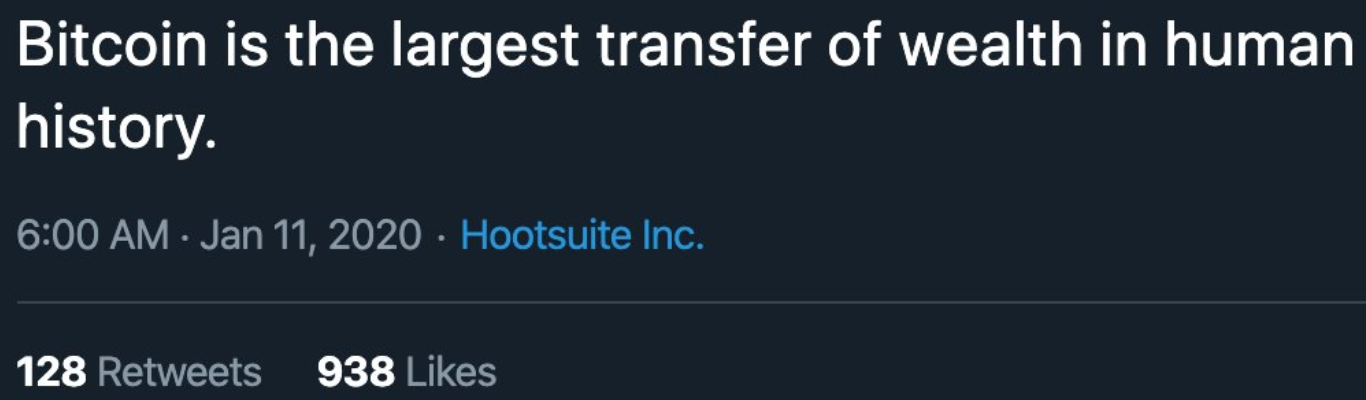 Bitcoin is the largest transfer of wealth in human
history.
6:00 AM · Jan 11, 2020 · Hootsuite Inc.
128 Retweets 938 Likes